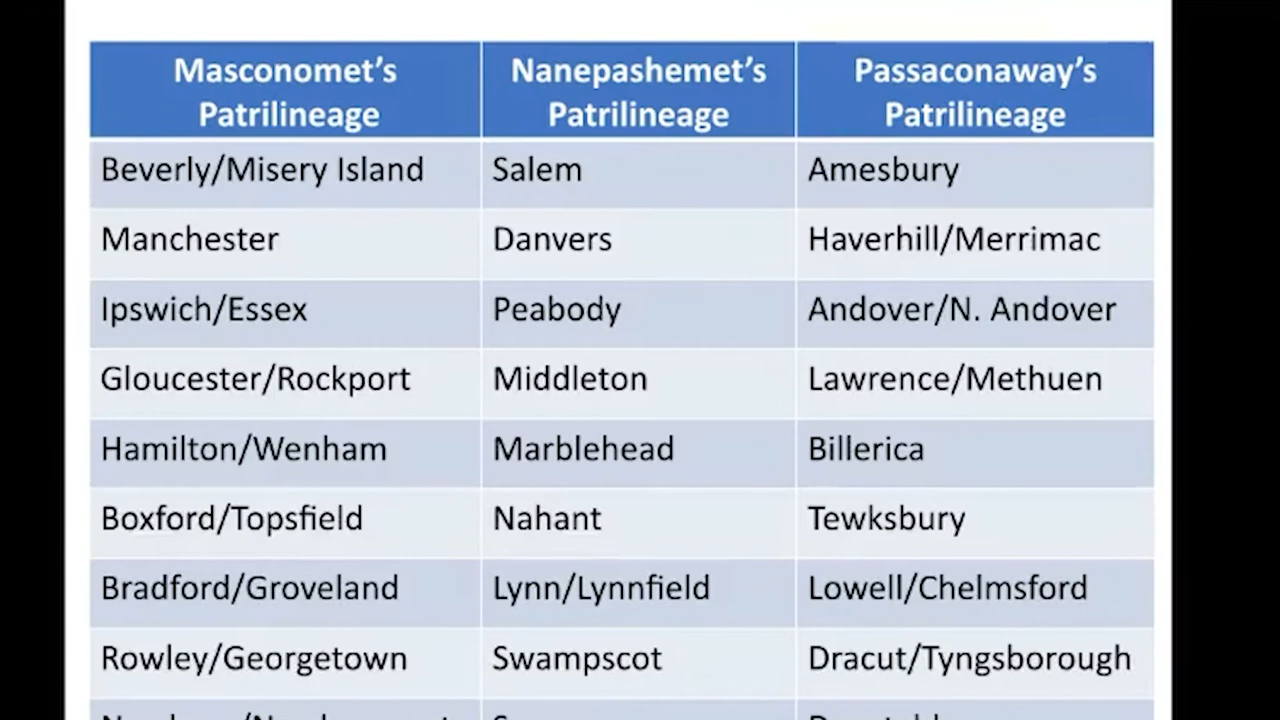 Masconomet’s Patrilineage | Nanepashemet’s Patrilineage | Passaconaway’s Patrilineage
Beverly/Misery Island | Salem | Amesbury
Manchester | Danvers | Haverhill/Merrimac
Ipswich/Essex | Peabody | Andover/N. Andover
Gloucester/Rockport | Middleton | Lawrence/Methuen
Hamilton/Wenham | Marblehead | Billerica
Boxford/Topsfield | Nahant | Tewksbury
Bradford/Groveland | Lynn/Lynnfield | Lowell/Chelmsford
Rowley/Georgetown | Swampscot | Dracut/Tyngsborough